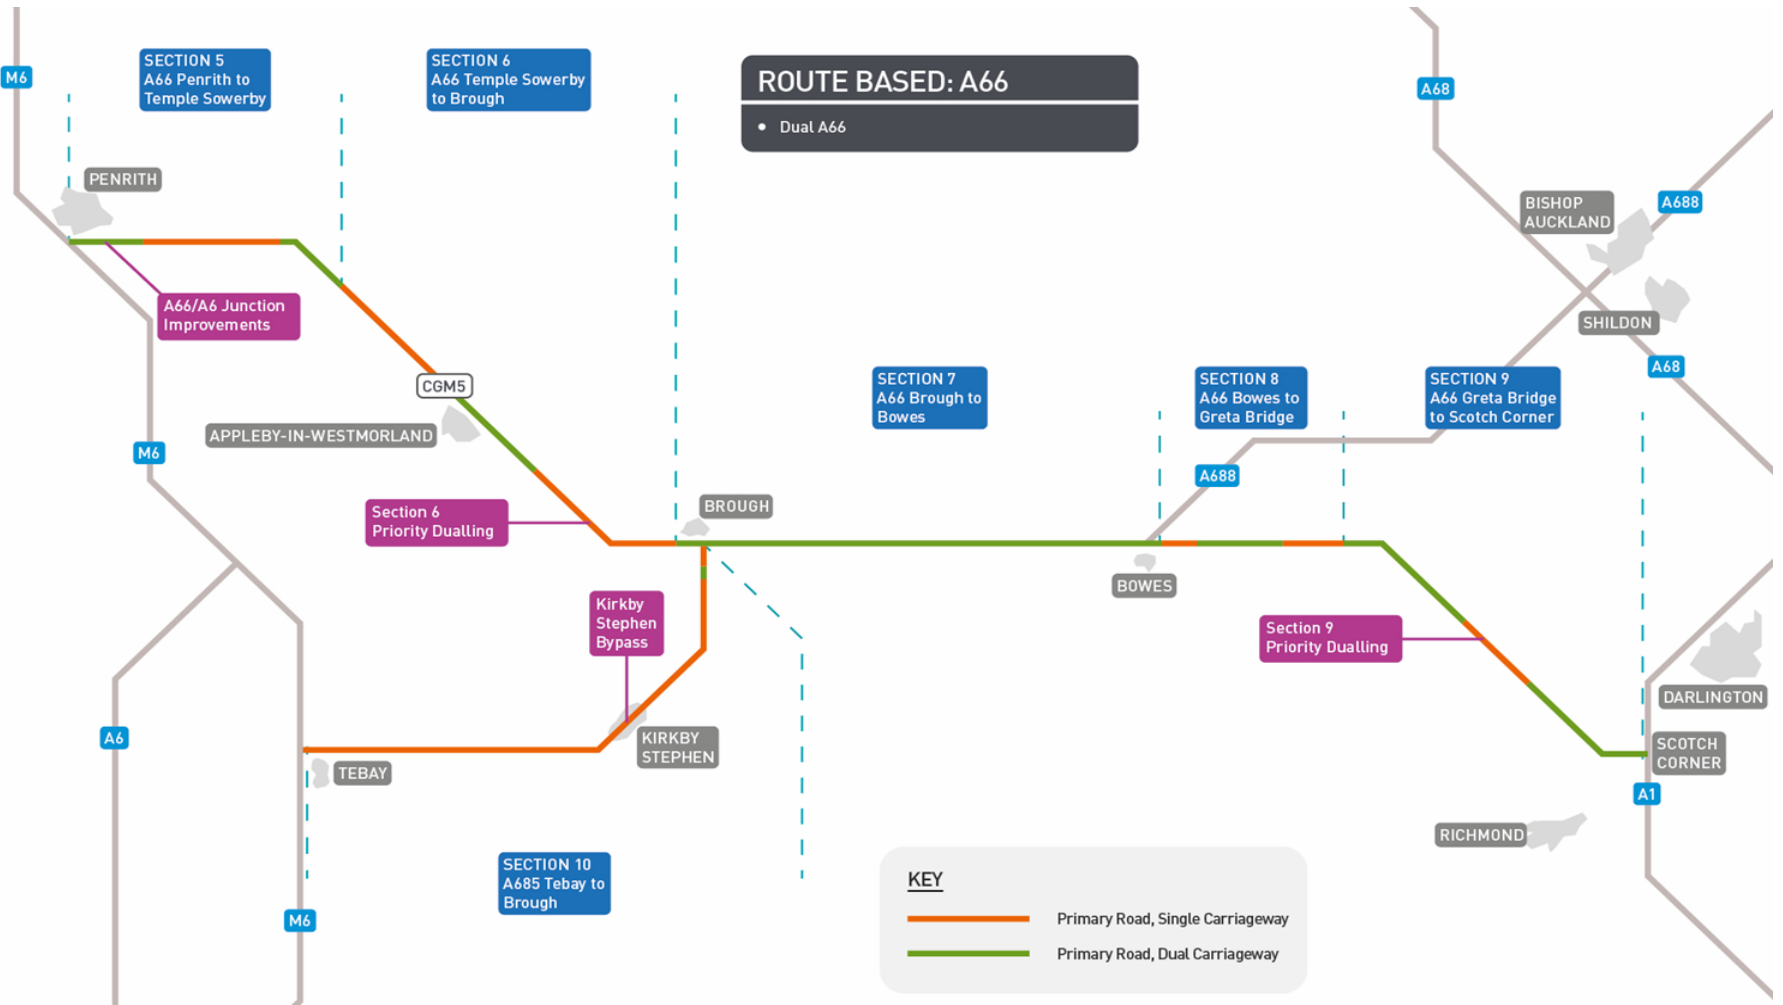 SECTION 5
A66 Penrith to
Temple Sowerby
SECTION 6
A66 Temple Sowerby
to Brough
ROUTE BASED: A66
• Dual A66
M6
A68
PENRITH
BISHOP
AUCKLAND
A688
A66/A6 Junction
Improvements
SHILDON
A68
CGM5
SECTION 7
A66 Brough to
Bowes
SECTION 8
A66 Bowes to
Greta Bridge
SECTION 9
A66 Greta Bridge
to Scotch Corner
APPLEBY-IN-WESTMORLAND
M6
A688
Section 6
Priority Dualling
BROUGH
BOWES
Kirkby
Stephen
Bypass
Section 9
Priority Dualling
DARLINGTON
A6
KIRKBY
STEPHEN
SCOTCH
CORNER
TEBAY
A1
RICHMOND
SECTION 10
A685 Tebay to
Brough
M6
KEY
Primary Road, Single Carriageway
Primary Road, Dual Carriageway